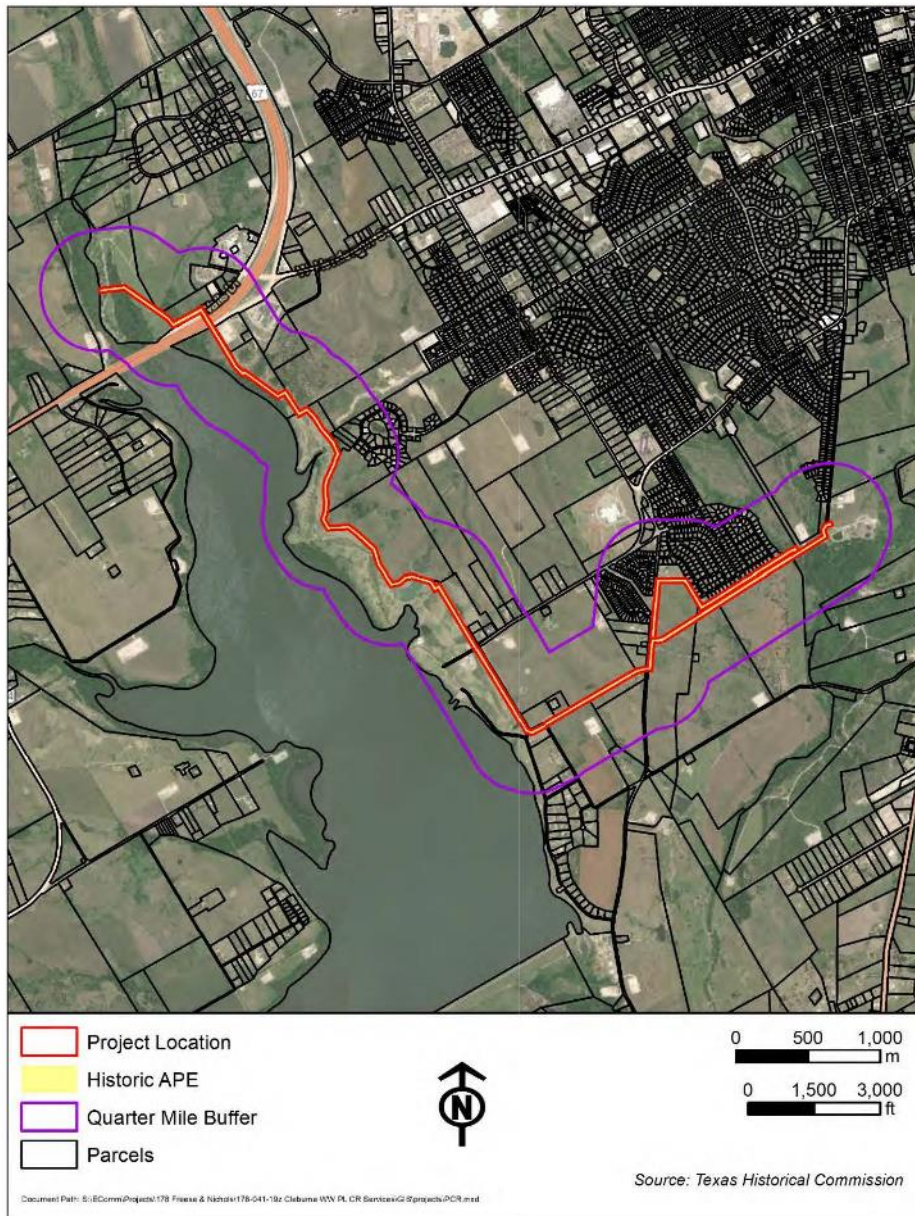 67
Project Location
Historic APE
Quarter Mile Buffer
Parcels
N
0 500 1,000
m
0 1,500 3,000
ft
Source: Texas Historical Commission